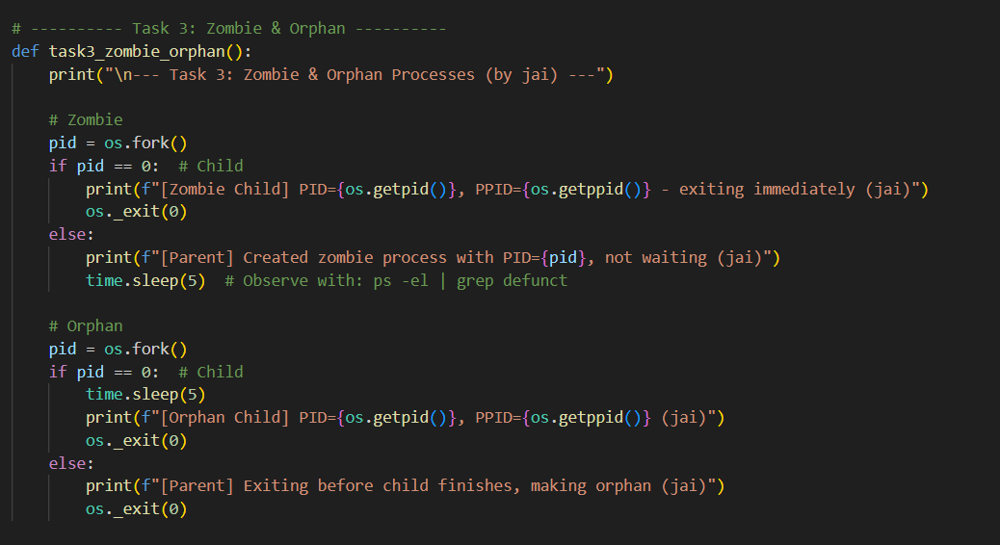 # ---------- Task 3: Zombie & Orphan ----------
def task3_zombie_orphan():
    print("\n--- Task 3: Zombie & Orphan Processes (by jai) ---")

    # Zombie
    pid = os.fork()
    if pid == 0:  # Child
        print(f"[Zombie Child] PID={os.getpid()}, PPID={os.getppid()} - exiting immediately (jai)")
        os._exit(0)
    else:
        print(f"[Parent] Created zombie process with PID={pid}, not waiting (jai)")
        time.sleep(5)  # Observe with: ps -el | grep defunct

    # Orphan
    pid = os.fork()
    if pid == 0:  # Child
        time.sleep(5)
        print(f"[Orphan Child] PID={os.getpid()}, PPID={os.getppid()} (jai)")
        os._exit(0)
    else:
        print(f"[Parent] Exiting before child finishes, making orphan (jai)")
        os._exit(0)